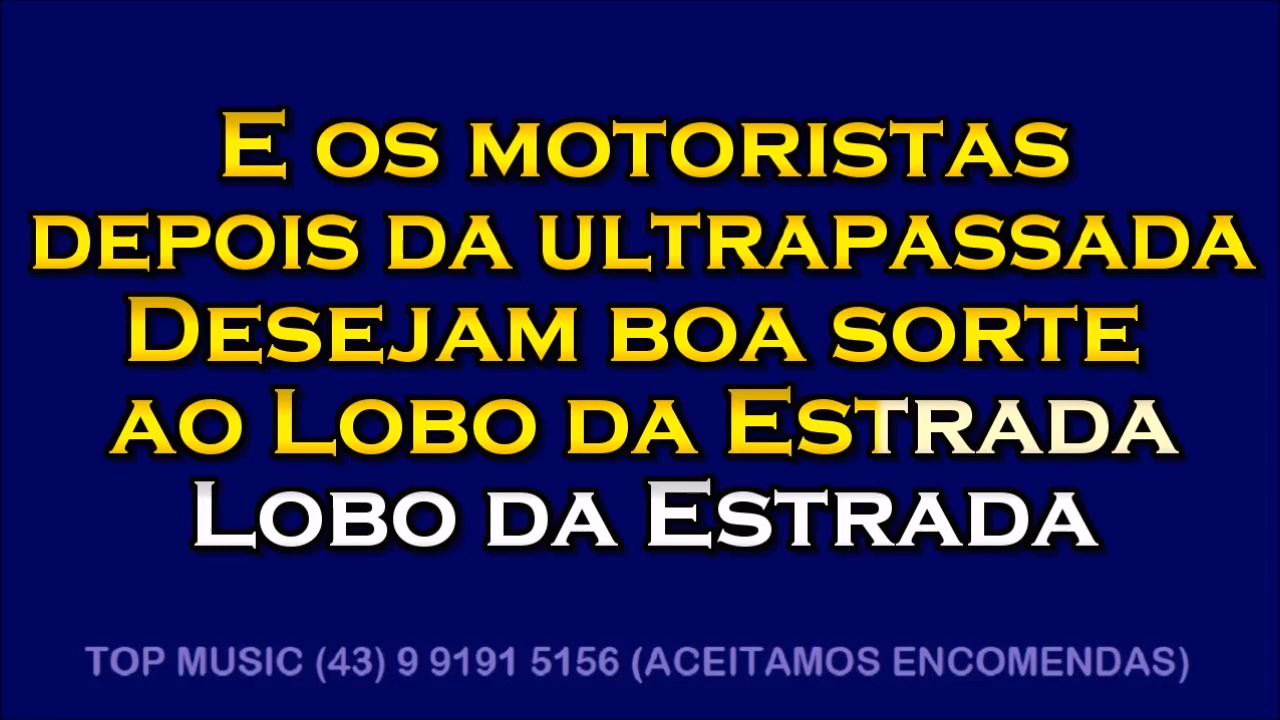 E OS MOTORISTAS
DEPOIS DA ULTRAPASSADA
DESEJAM BOA SORTE
AO LOBO DA ESTRADA
LOBO DA ESTRADA
TOP MUSIC (43) 9 9191 5156 (ACEITAMOS ENCOMENDAS)